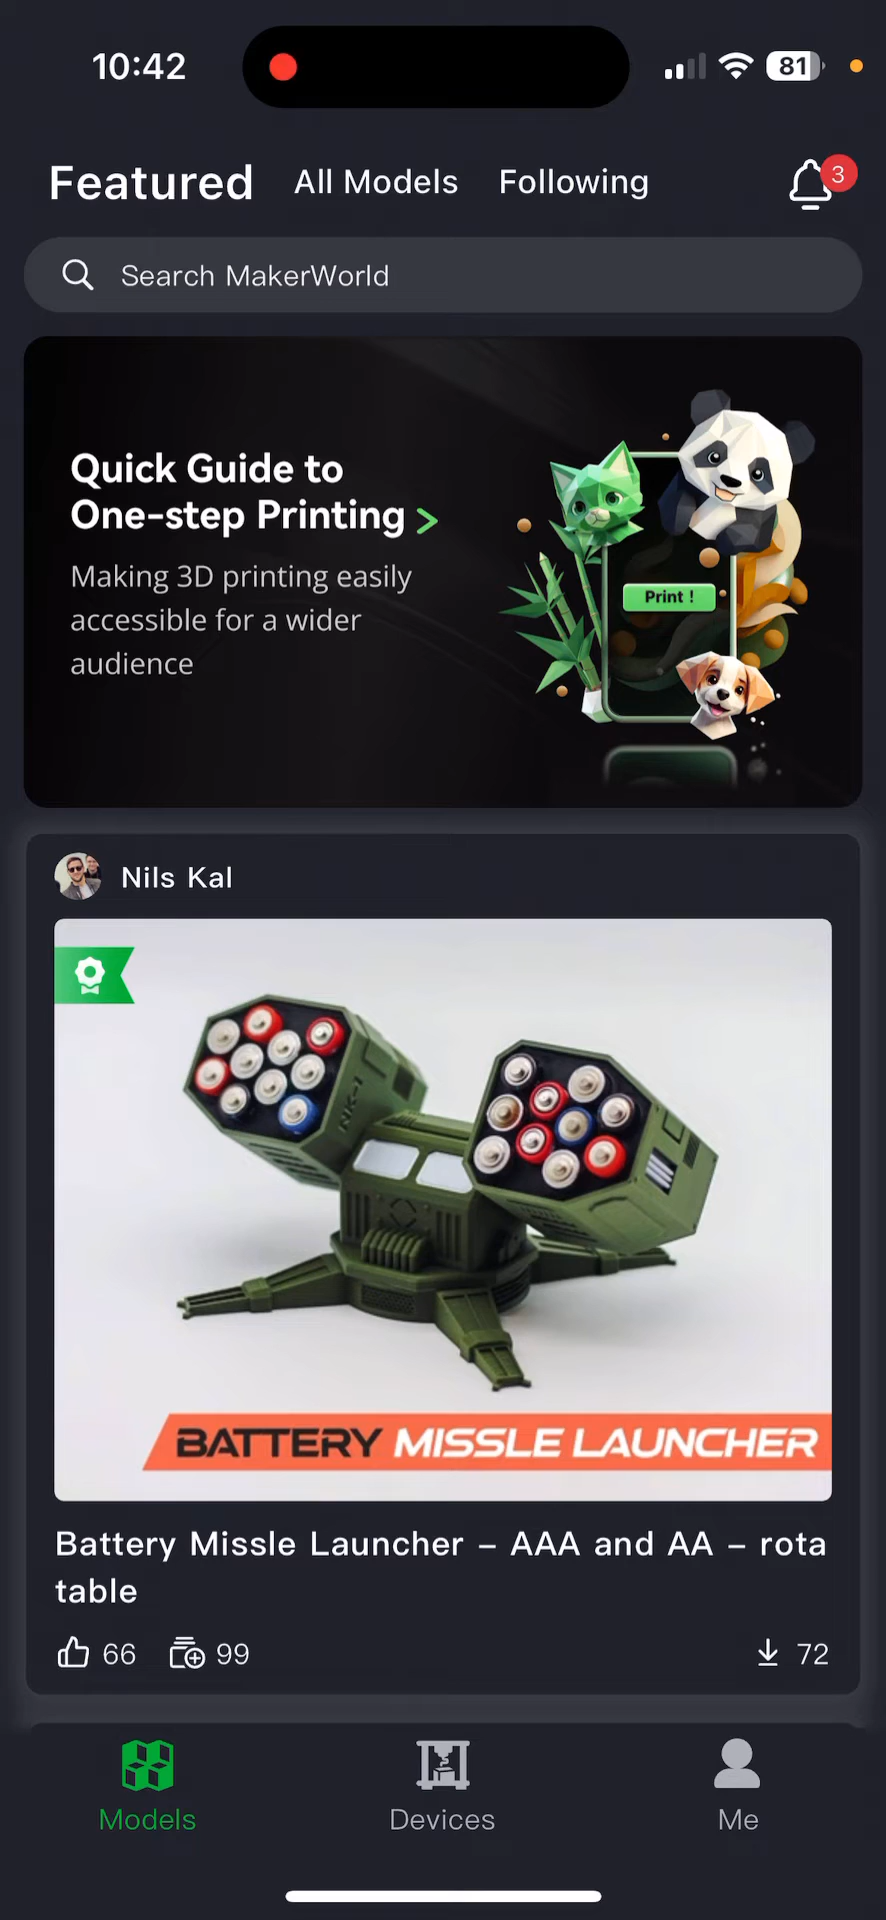 10:42
81
Featured All Models Following
3
Search MakerWorld
Quick Guide to
One-step Printing >
Making 3D printing easily
accessible for a wider
audience
Print !
Nils Kal
NK-1
BATTERY MISSLE LAUNCHER
Battery Missle Launcher – AAA and AA – rota
table
66 99 72
Models Devices Me